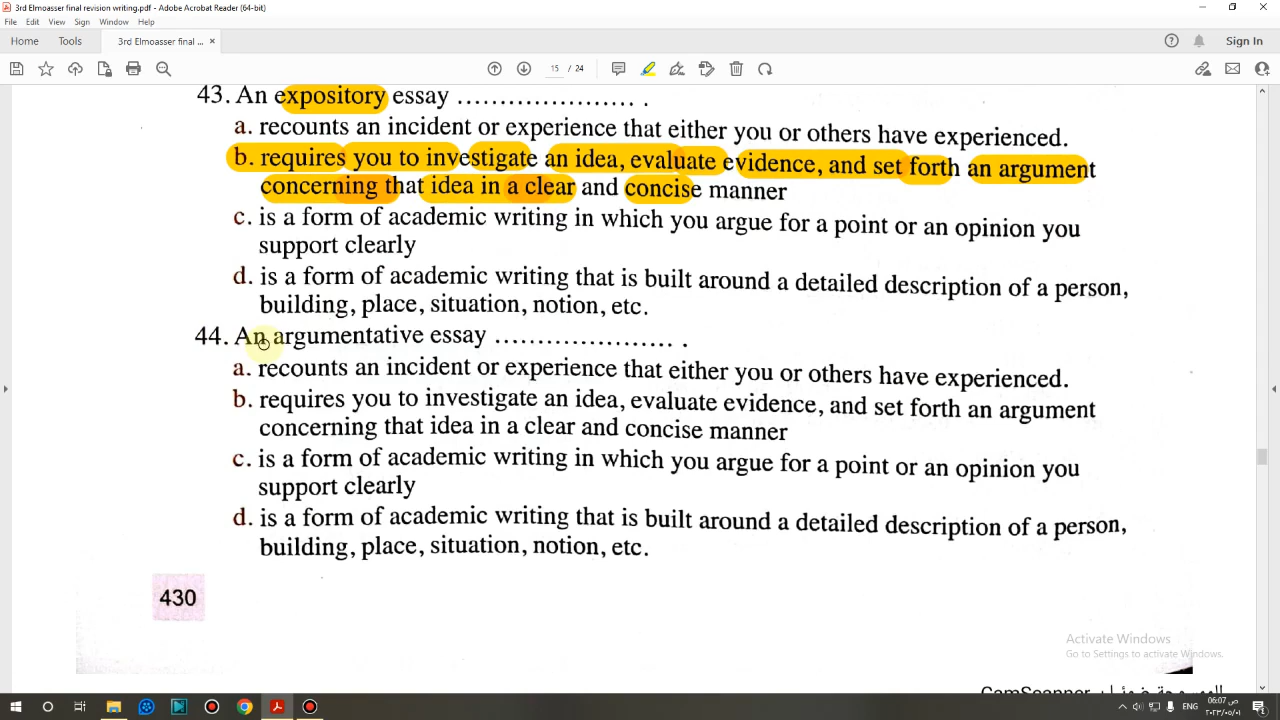 3rd Elmoasser final revision writing.pdf - Adobe Acrobat Reader (64-bit)
File Edit View Sign Window Help
Home Tools 3rd Elmoasser final ... × Sign In
15 / 24
43. An expository essay ...................... .
a. recounts an incident or experience that either you or others have experienced.
b. requires you to investigate an idea, evaluate evidence, and set forth an argument
concerning that idea in a clear and concise manner
c. is a form of academic writing in which you argue for a point or an opinion you
support clearly
d. is a form of academic writing that is built around a detailed description of a person,
building, place, situation, notion, etc.
44. An argumentative essay ..................... .
a. recounts an incident or experience that either you or others have experienced.
b. requires you to investigate an idea, evaluate evidence, and set forth an argument
concerning that idea in a clear and concise manner
c. is a form of academic writing in which you argue for a point or an opinion you
support clearly
d. is a form of academic writing that is built around a detailed description of a person,
building, place, situation, notion, etc.
430
Activate Windows
Go to Settings to activate Windows.
CamScanner
ENG
06:07 ص